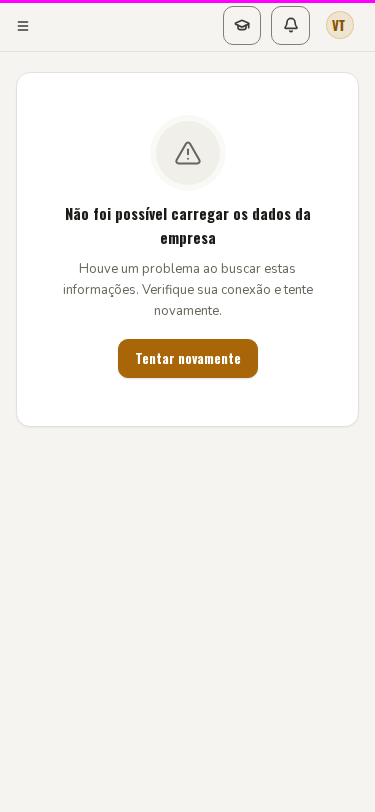 VT
Não foi possível carregar os dados da
empresa
Houve um problema ao buscar estas
informações. Verifique sua conexão e tente
novamente.
Tentar novamente